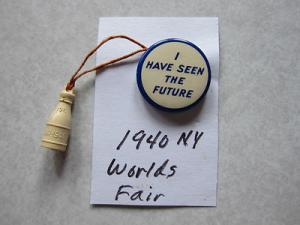 I
HAVE SEEN
THE
FUTURE
1940 NY
Worlds
Fair